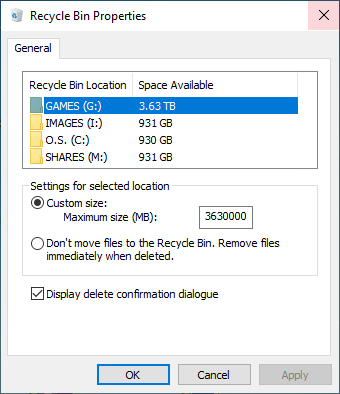 Recycle Bin Properties
General
Recycle Bin Location Space Available
GAMES (G:) 3.63 TB
IMAGES (I:) 931 GB
O.S. (C:) 930 GB
SHARES (M:) 931 GB
Settings for selected location
Custom size:
Maximum size (MB): 3630000
Don't move files to the Recycle Bin. Remove files
immediately when deleted.
Display delete confirmation dialogue
OK Cancel Apply